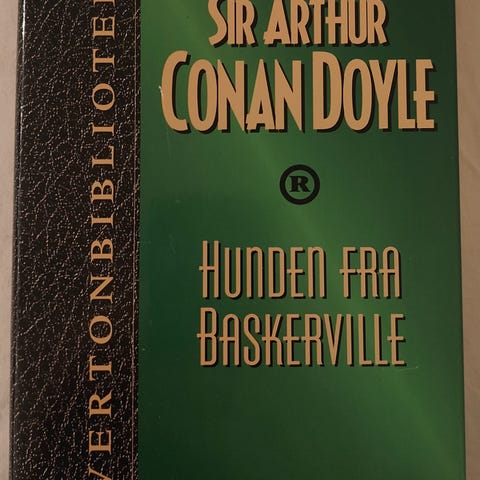 SIR ARTHUR
CONAN DOYLE
®
HUNDEN FRA
BASKERVILLE
VERTONBIBLIOTE